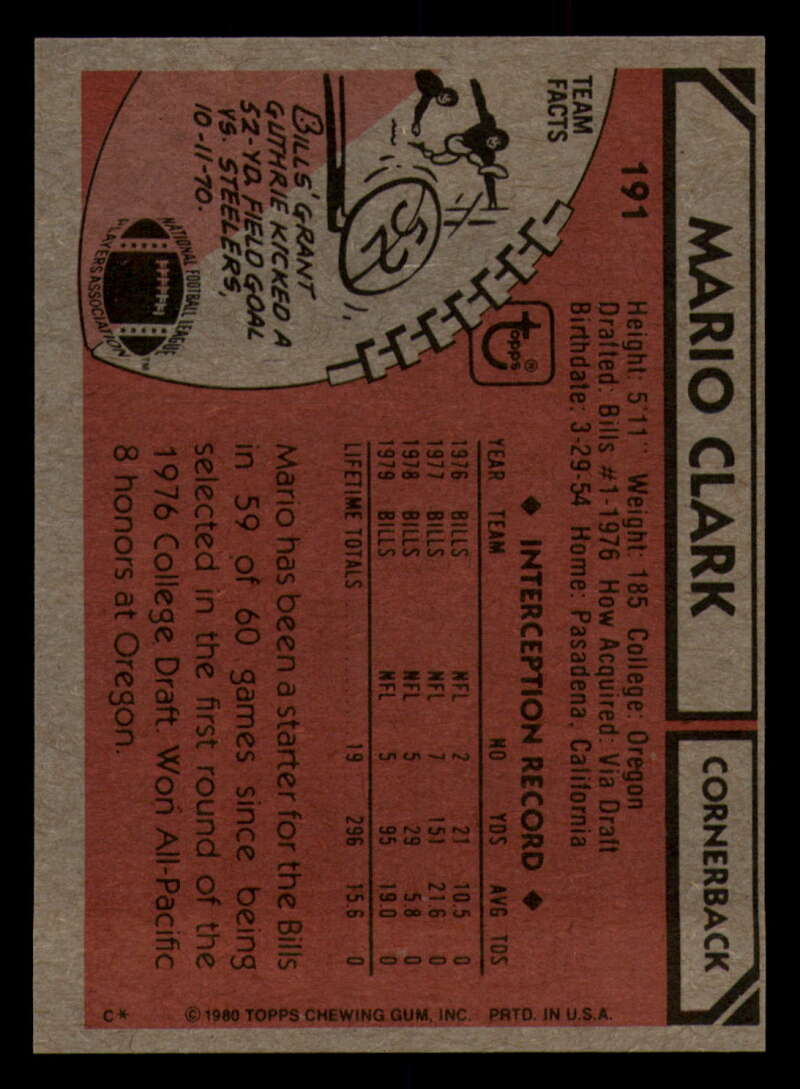 MARIO CLARK
CORNERBACK
191
Height: 5'11" Weight: 185 College: Oregon
Drafted: Bills #1-1976 How Acquired: Via Draft
Birthdate: 3-29-54 Home: Pasadena, California
TEAM
FACTS
52
BILLS' GRANT
GUTHRIE KICKED A
52-YD. FIELD GOAL
VS. STEELERS,
10-11-70.
NATIONAL FOOTBALL LEAGUE
PLAYERS ASSOCIATION™
topps®
◆ INTERCEPTION RECORD ◆
YEAR TEAM NO YDS AVG TDS
1976 BILLS NFL 2 21 10.5 0
1977 BILLS NFL 7 151 21.6 0
1978 BILLS NFL 5 29 5.8 0
1979 BILLS NFL 5 95 19.0 0
LIFETIME TOTALS 19 296 15.6 0
Mario has been a starter for the Bills
in 59 of 60 games since being
selected in the first round of the
1976 College Draft. Won All-Pacific
8 honors at Oregon.
C* © 1980 TOPPS CHEWING GUM, INC. PRTD. IN U.S.A.